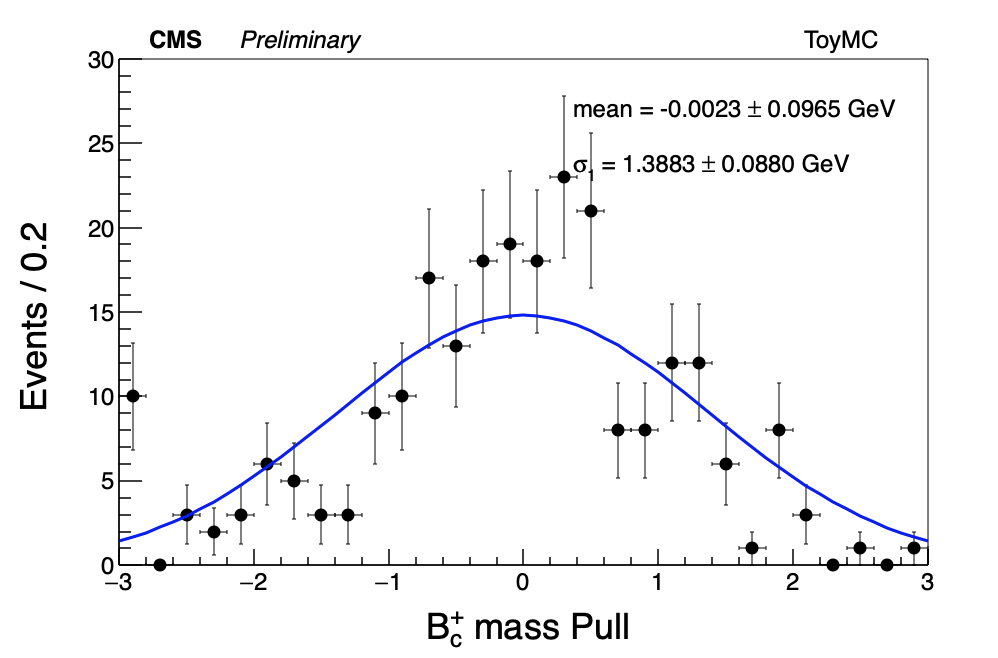 CMS Preliminary ToyMC
mean = -0.0023 ± 0.0965 GeV
σ₁ = 1.3883 ± 0.0880 GeV
Events / 0.2
30
25
20
15
10
5
0
−3 −2 −1 0 1 2 3
B_c^+ mass Pull